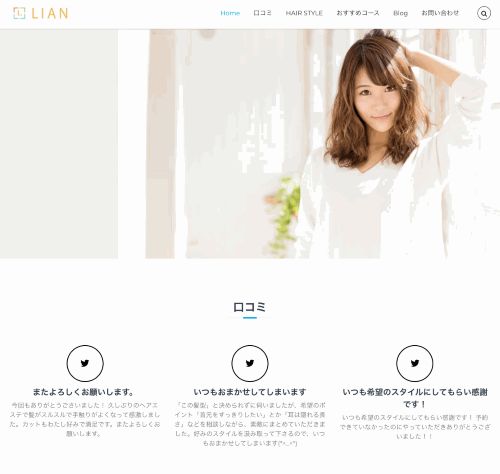 LIAN
Home 口コミ HAIR STYLE おすすめコース Blog お問い合わせ
口コミ
またよろしくお願いします。
今回もありがとうございました！ 久しぶりのヘアエ
ステで髪がスルスルで手触りがよくなって感激しまし
た。カットもわたし好みで満足です。またよろしくお
願いします。
いつもおまかせしてしまいます
「この髪型」と決められずに伺いましたが、希望のポ
イント「首元をすっきりしたい」とか「耳は隠れる長
さ」などを相談しながら、素敵にまとめていただきま
した。好みのスタイルを汲み取って下さるので、いつ
もおまかせしてしまいます(^-^)
いつも希望のスタイルにしてもらい感謝
です！
いつも希望のスタイルにしてもらい感謝です！ 予約
できていなかったのにやっていただきありがとうござ
いました！！